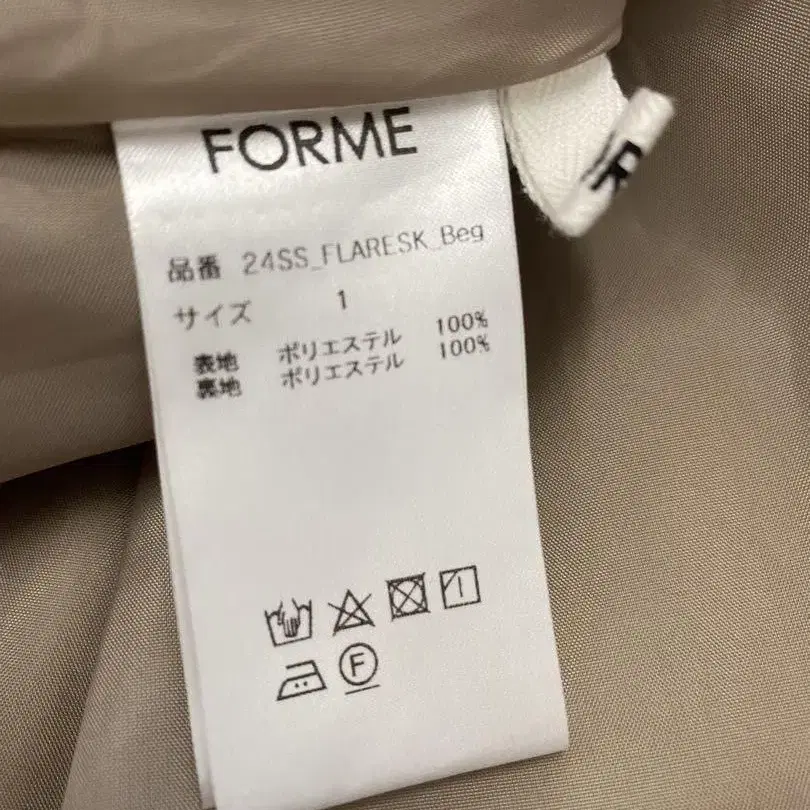 FORME
品番 24SS_FLARESK_Beg
サイズ 1
表地 ポリエステル 100%
裏地 ポリエステル 100%
F